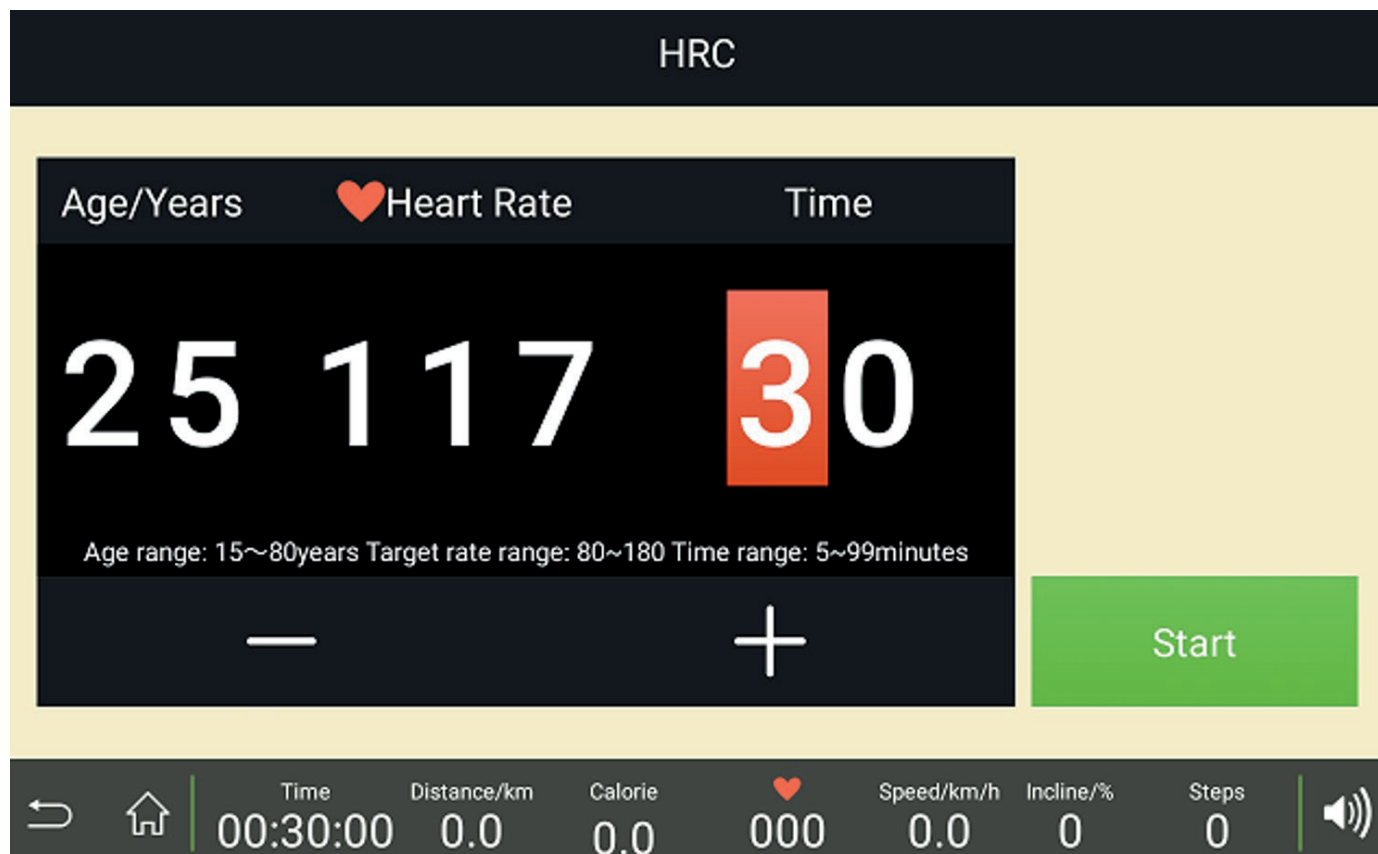 HRC
Age/Years Heart Rate Time
25 117 30
Age range: 15~80years Target rate range: 80~180 Time range: 5~99minutes
− +
Start
Time Distance/km Calorie Speed/km/h Incline/% Steps
00:30:00 0.0 0.0 000 0.0 0 0